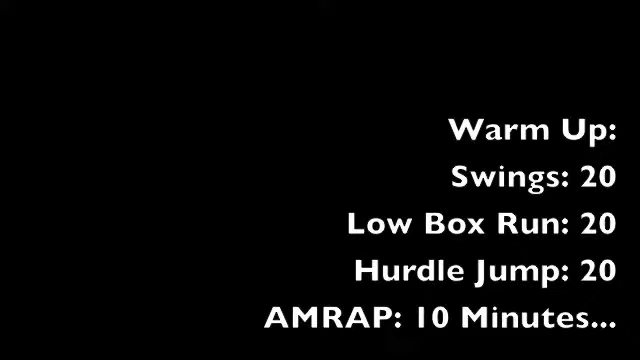 Warm Up:
Swings: 20
Low Box Run: 20
Hurdle Jump: 20
AMRAP: 10 Minutes...